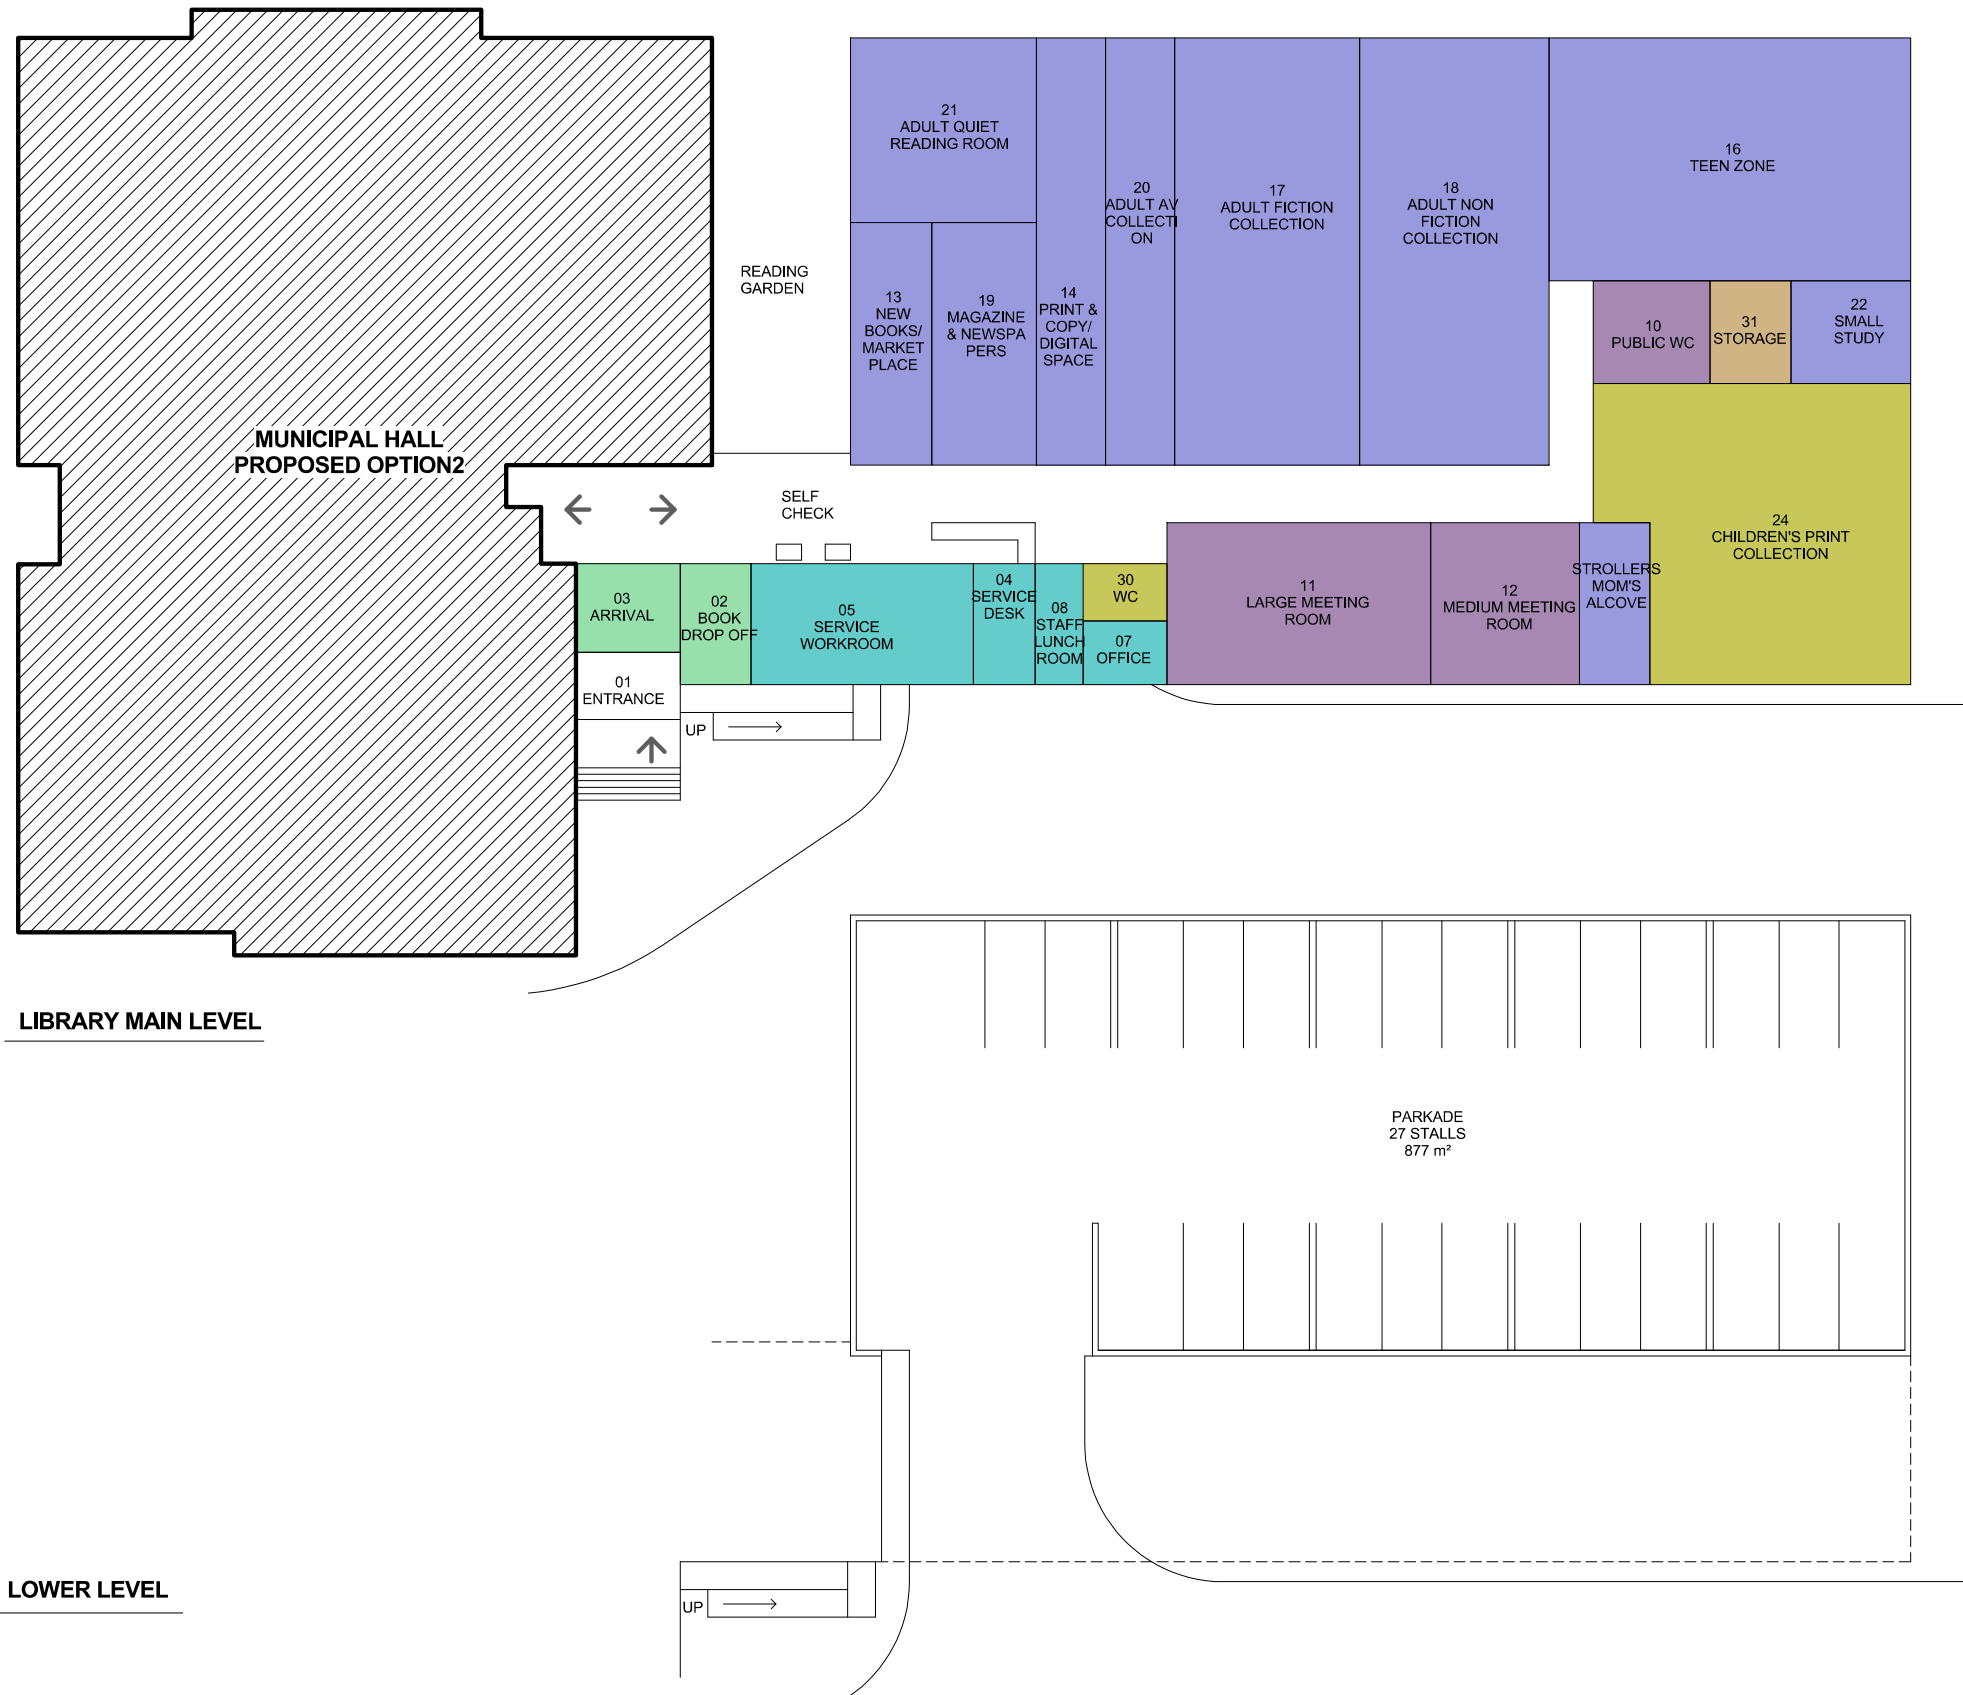 21
ADULT QUIET
READING ROOM
16
TEEN ZONE
20
ADULT AV
COLLECTI
ON
17
ADULT FICTION
COLLECTION
18
ADULT NON
FICTION
COLLECTION
READING
GARDEN
13
NEW
BOOKS/
MARKET
PLACE
19
MAGAZINE
& NEWSPA
PERS
14
PRINT &
COPY/
DIGITAL
SPACE
10
PUBLIC WC
31
STORAGE
22
SMALL
STUDY
MUNICIPAL HALL
PROPOSED OPTION2
SELF
CHECK
24
CHILDREN'S PRINT
COLLECTION
03
ARRIVAL
02
BOOK
DROP OFF
05
SERVICE
WORKROOM
04
SERVICE
DESK
08
STAFF
LUNCH
ROOM
30
WC
07
OFFICE
11
LARGE MEETING
ROOM
12
MEDIUM MEETING
ROOM
STROLLERS
MOM'S
ALCOVE
01
ENTRANCE
UP
LIBRARY MAIN LEVEL
PARKADE
27 STALLS
877 m²
LOWER LEVEL
UP